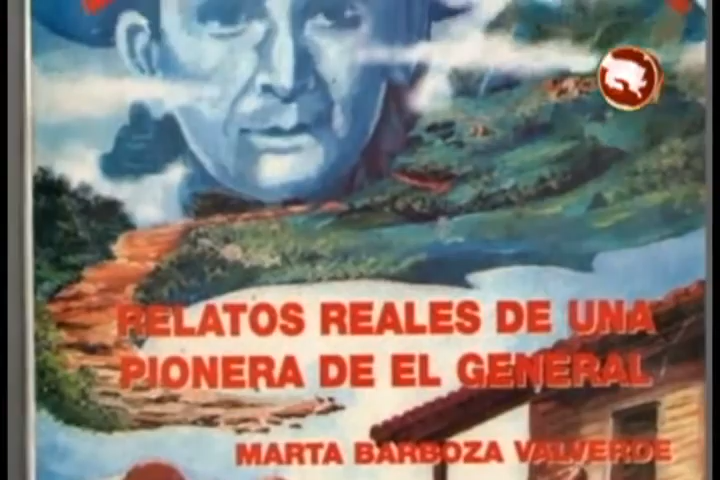 RELATOS REALES DE UNA
PIONERA DE EL GENERAL
MARTA BARBOZA VALVERDE